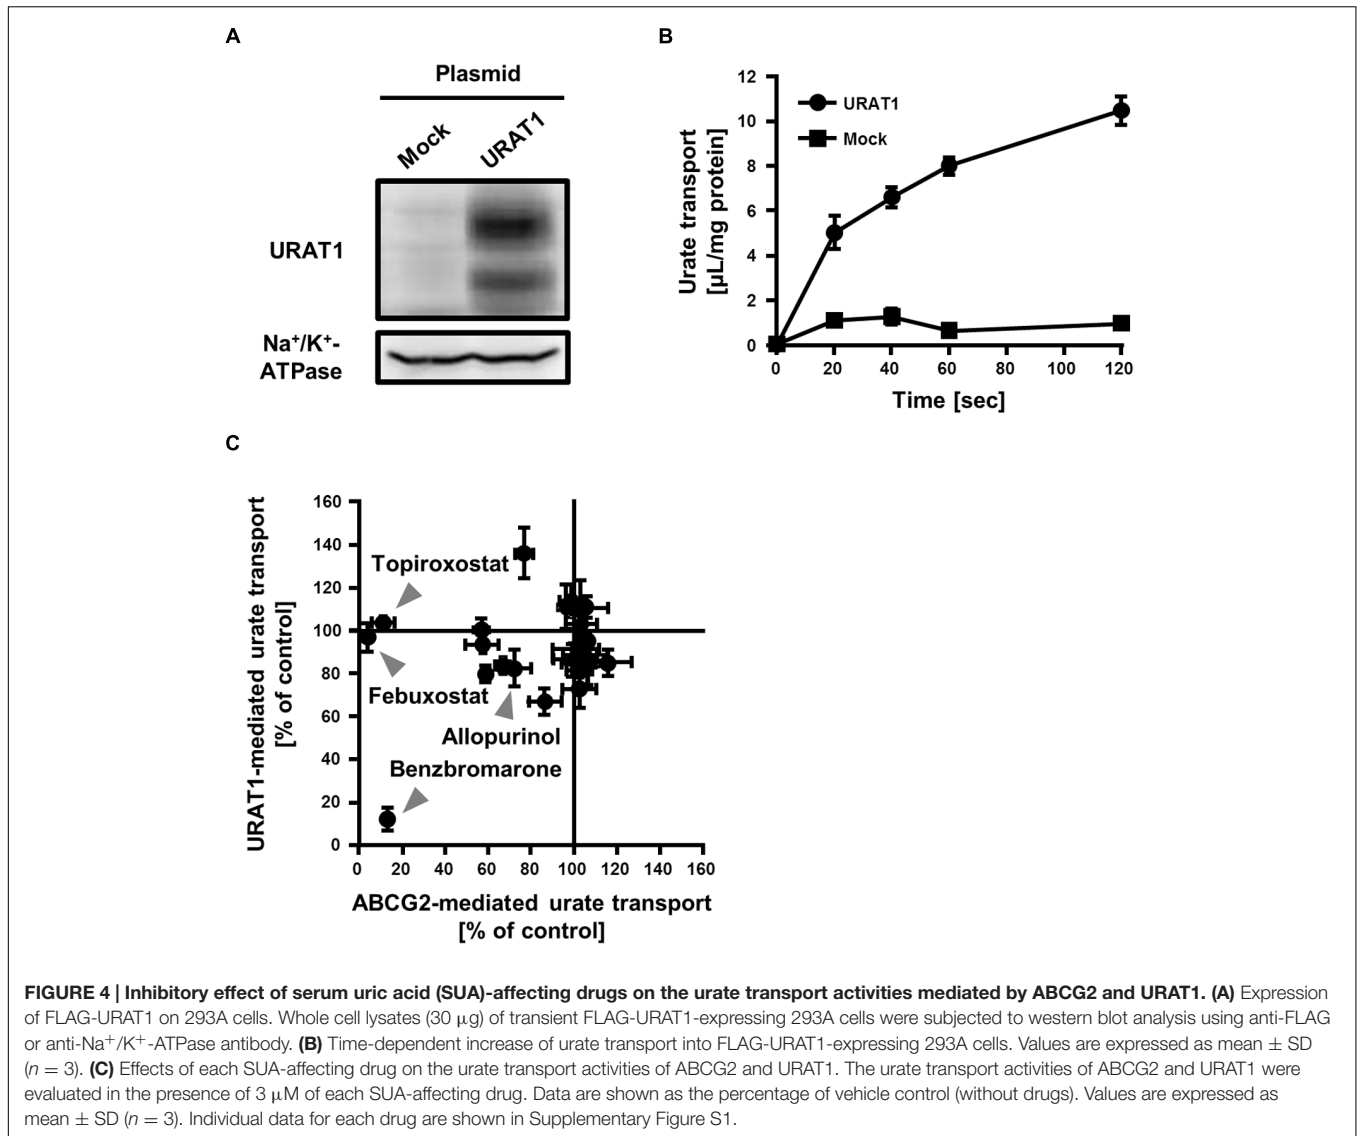 A
Plasmid
Mock
URAT1
URAT1
Na+/K+-
ATPase
B
Urate transport
[µL/mg protein]
12
10
8
6
4
2
0
URAT1
Mock
0 20 40 60 80 100 120
Time [sec]
C
URAT1-mediated urate transport
[% of control]
160
140
120
100
80
60
40
20
0
Topiroxostat
Febuxostat
Allopurinol
Benzbromarone
0 20 40 60 80 100 120 140 160
ABCG2-mediated urate transport
[% of control]
FIGURE 4 | Inhibitory effect of serum uric acid (SUA)-affecting drugs on the urate transport activities mediated by ABCG2 and URAT1. (A) Expression
of FLAG-URAT1 on 293A cells. Whole cell lysates (30 µg) of transient FLAG-URAT1-expressing 293A cells were subjected to western blot analysis using anti-FLAG
or anti-Na+/K+-ATPase antibody. (B) Time-dependent increase of urate transport into FLAG-URAT1-expressing 293A cells. Values are expressed as mean ± SD
(n = 3). (C) Effects of each SUA-affecting drug on the urate transport activities of ABCG2 and URAT1. The urate transport activities of ABCG2 and URAT1 were
evaluated in the presence of 3 µM of each SUA-affecting drug. Data are shown as the percentage of vehicle control (without drugs). Values are expressed as
mean ± SD (n = 3). Individual data for each drug are shown in Supplementary Figure S1.